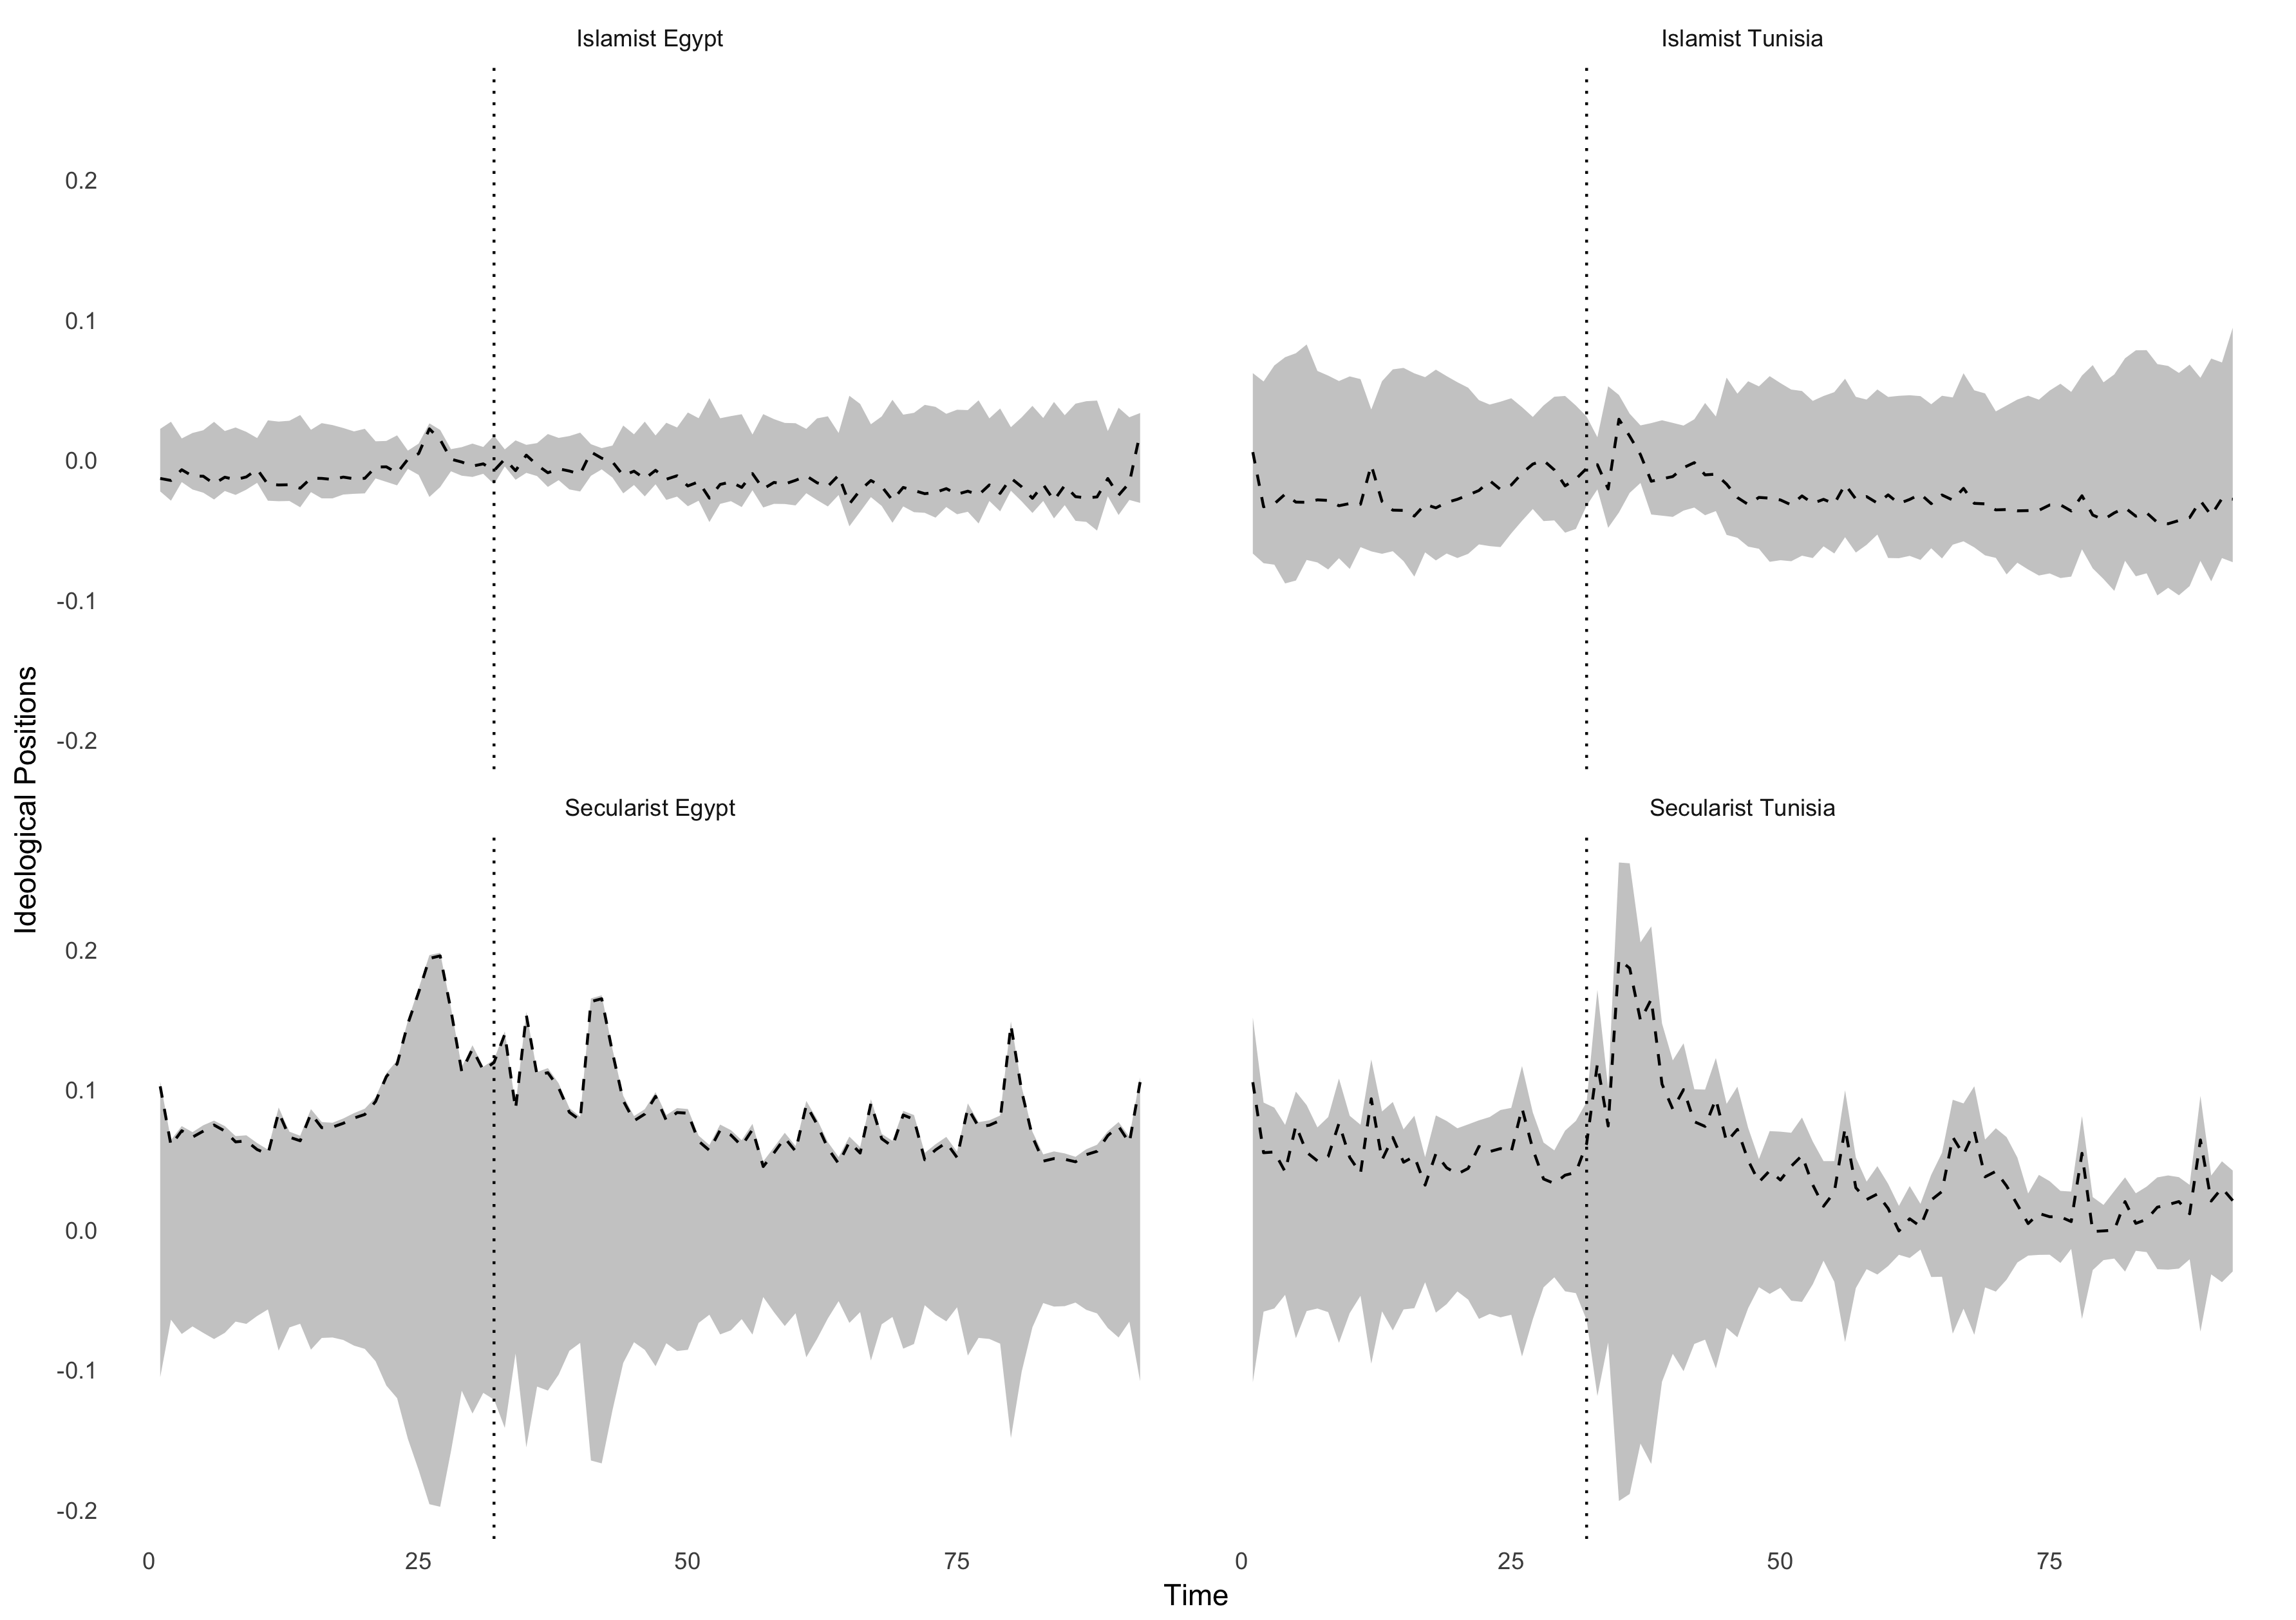 Islamist Egypt
Islamist Tunisia
0.2
0.1
0.0
-0.1
-0.2
Ideological Positions
Secularist Egypt
Secularist Tunisia
0.2
0.1
0.0
-0.1
-0.2
0 25 50 75
0 25 50 75
Time